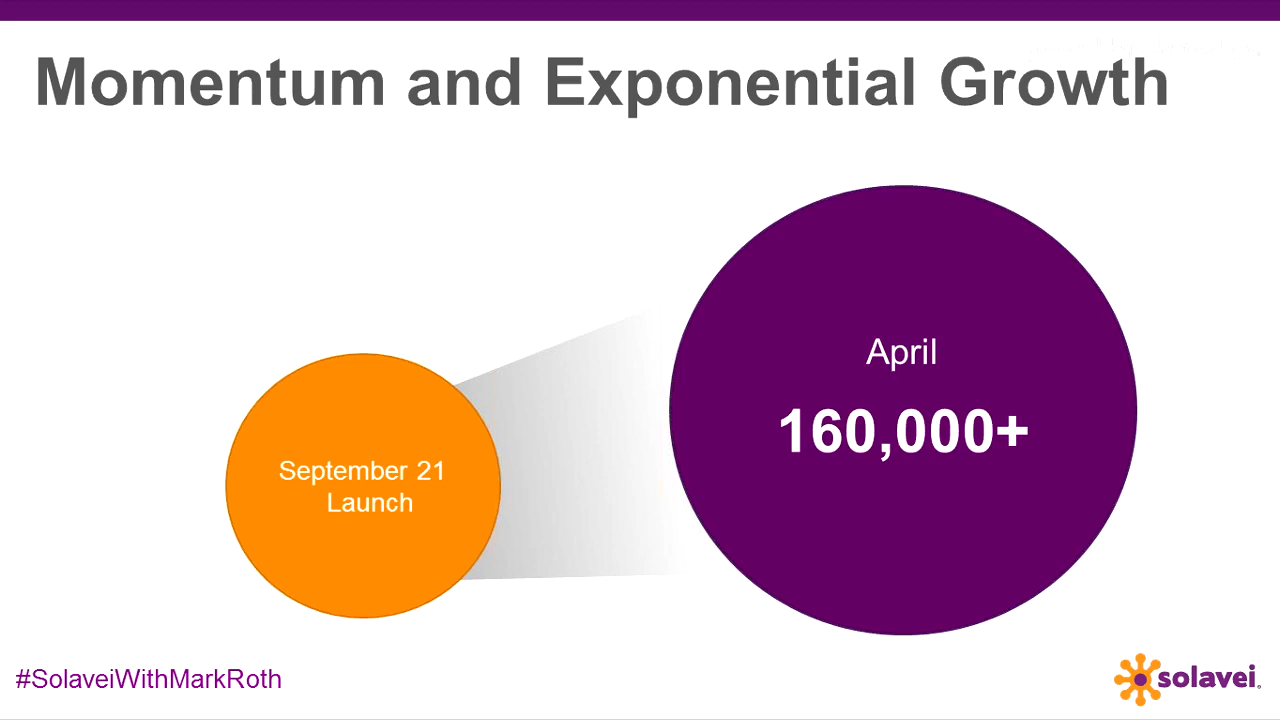 Momentum and Exponential Growth
April
160,000+
September 21
Launch
#SolaveiWithMarkRoth
solavei